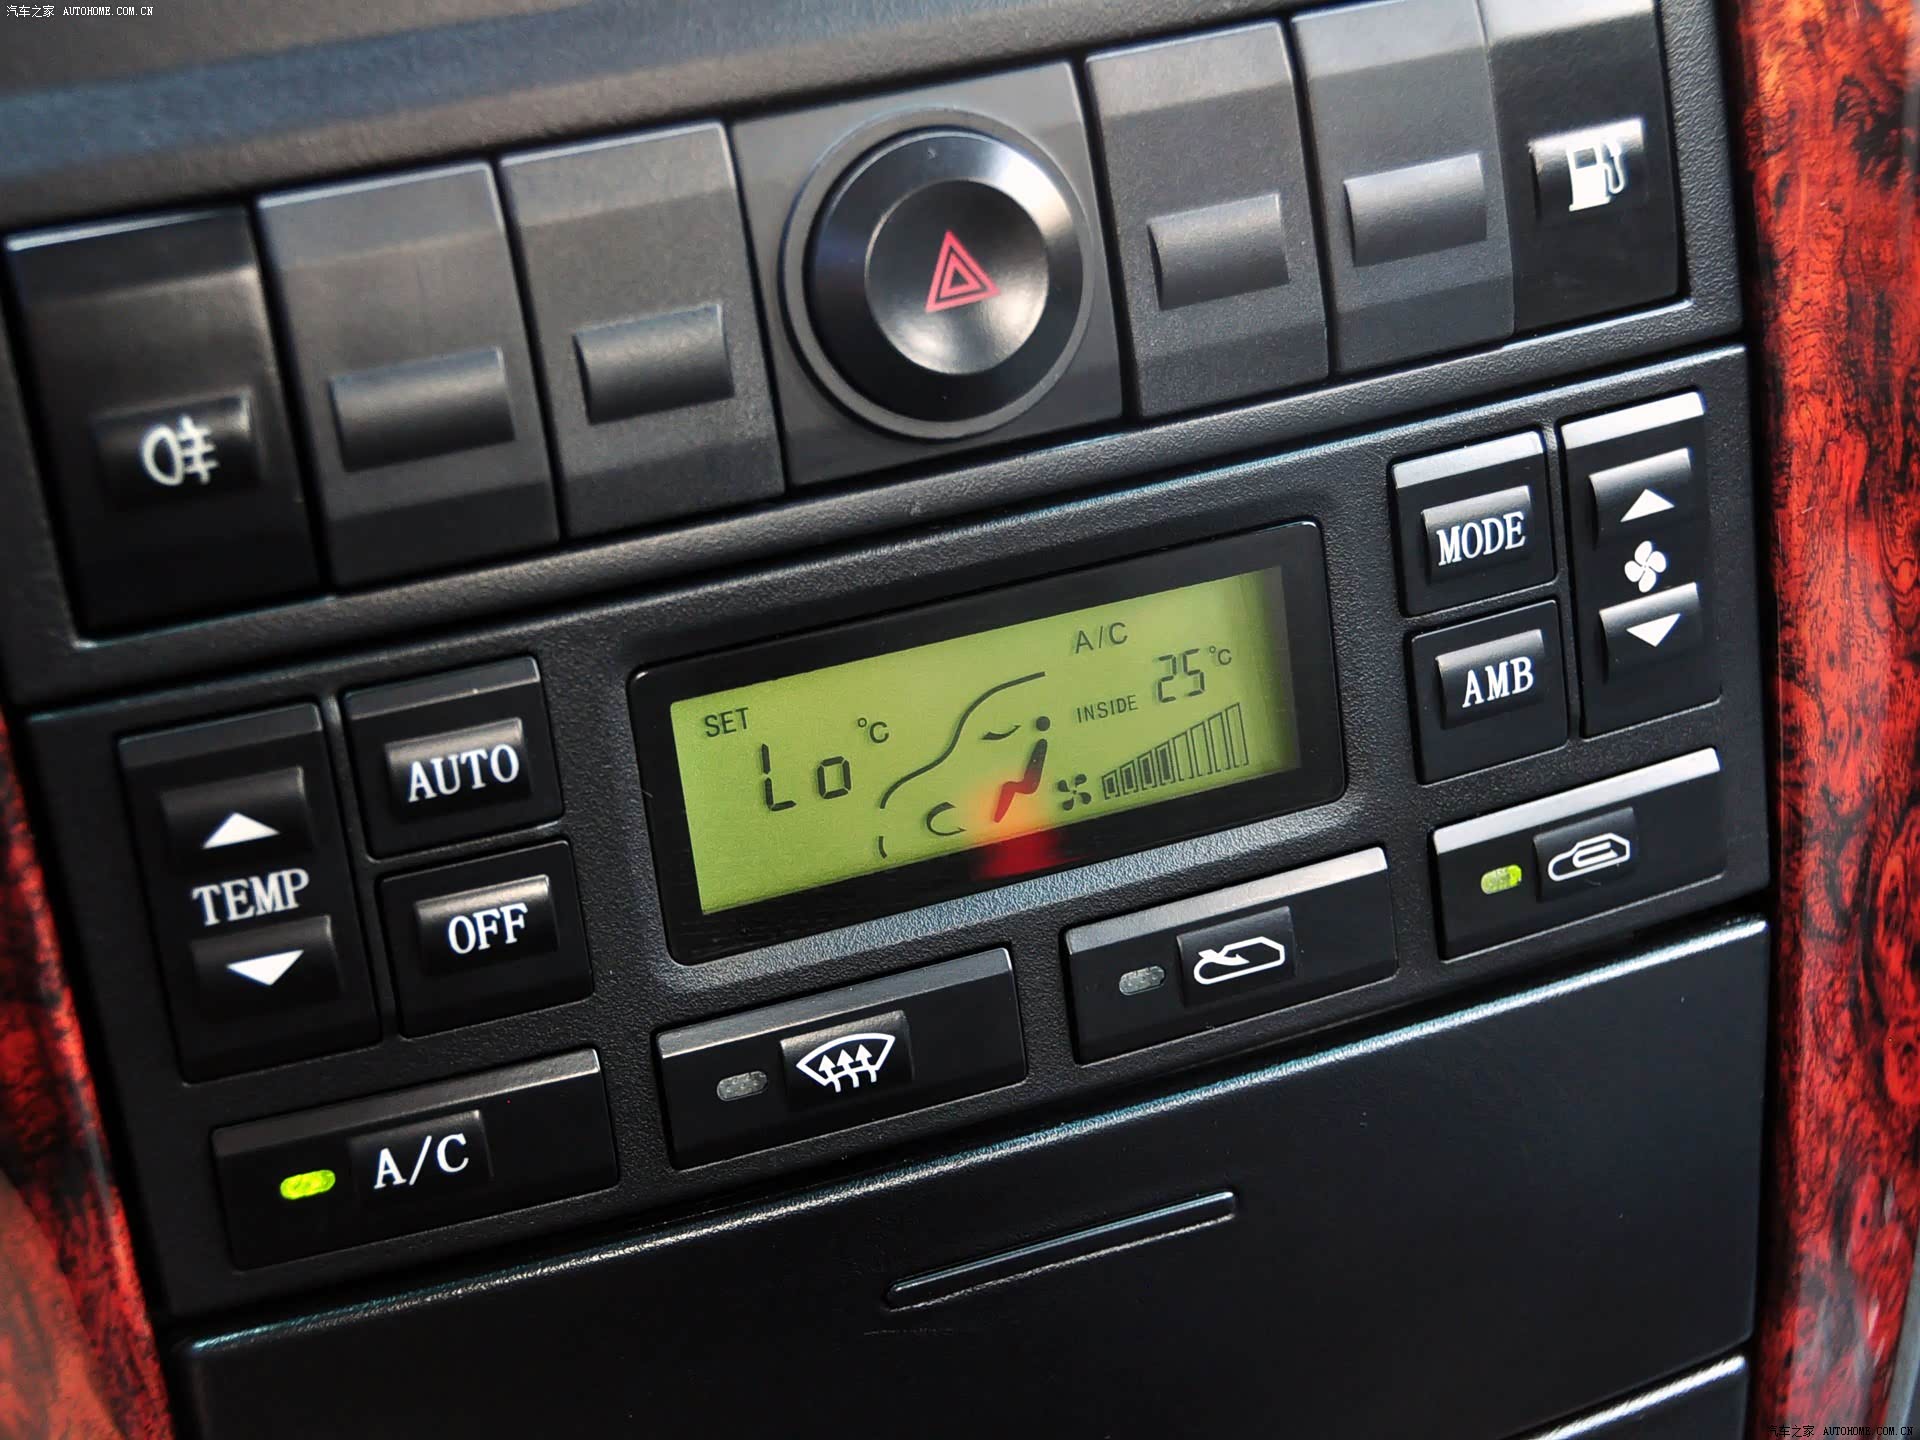 汽车之家 AUTOHOME.COM.CN
MODE
A/C
25°C
INSIDE
SET
Lo °C
AMB
AUTO
TEMP
OFF
A/C
汽车之家 AUTOHOME.COM.CN